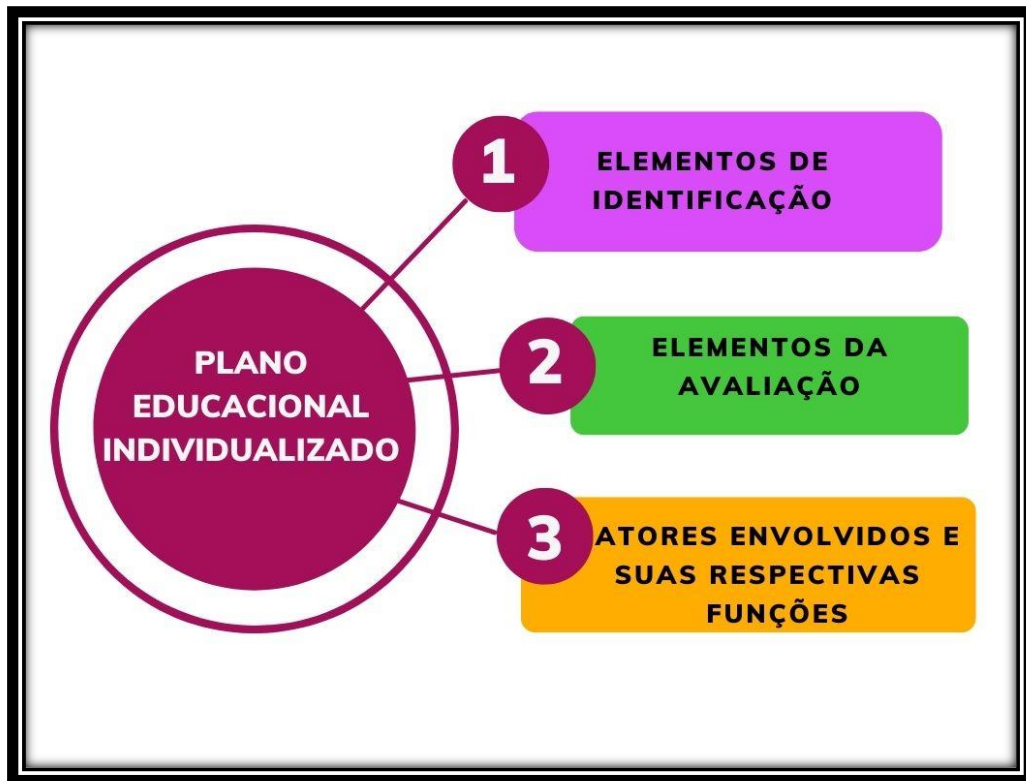 PLANO
EDUCACIONAL
INDIVIDUALIZADO
1
ELEMENTOS DE
IDENTIFICAÇÃO
2
ELEMENTOS DA
AVALIAÇÃO
3
ATORES ENVOLVIDOS E
SUAS RESPECTIVAS
FUNÇÕES